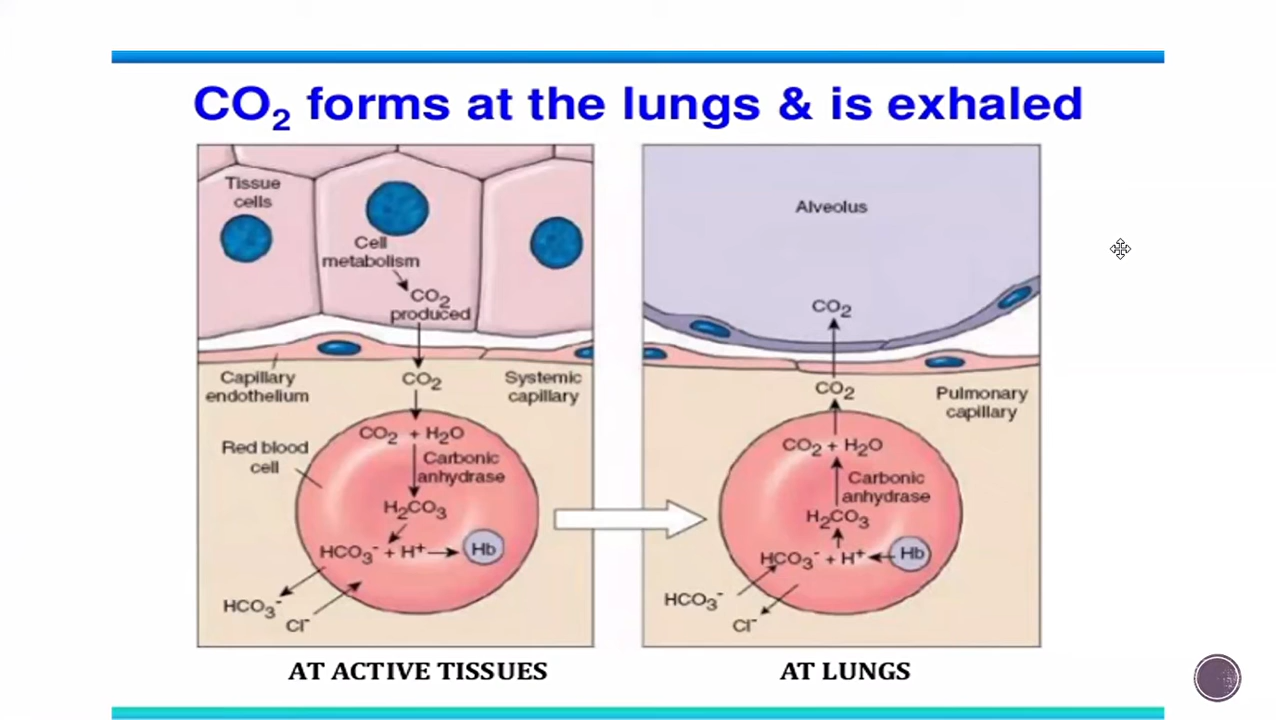 CO₂ forms at the lungs & is exhaled
Tissue
cells
Cell
metabolism
CO₂
produced
Capillary
endothelium
CO₂
Systemic
capillary
Red blood
cell
CO₂ + H₂O
Carbonic
anhydrase
H₂CO₃
HCO₃⁻ + H⁺
Hb
HCO₃⁻
Cl⁻
AT ACTIVE TISSUES
Alveolus
CO₂
CO₂
Pulmonary
capillary
CO₂ + H₂O
Carbonic
anhydrase
H₂CO₃
HCO₃⁻ + H⁺
Hb
HCO₃⁻
Cl⁻
AT LUNGS